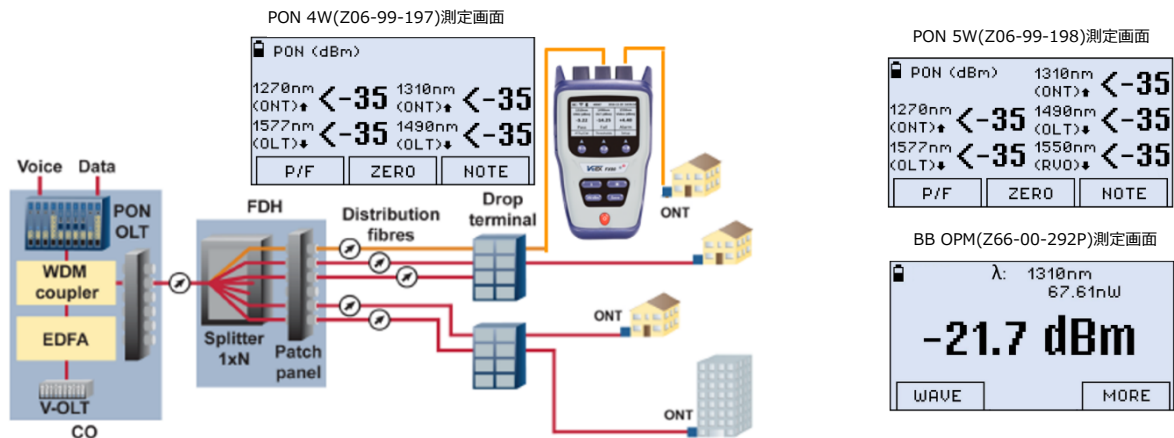 PON 4W(Z06-99-197)測定画面
PON (dBm)
1270nm
(ONT)↑ <-35
1310nm
(ONT)↑ <-35
1577nm
(OLT)↓ <-35
1490nm
(OLT)↓ <-35
P/F ZERO NOTE
PON 5W(Z06-99-198)測定画面
PON (dBm)
1310nm
(ONT)↑ <-35
1270nm
(ONT)↑ <-35
1490nm
(OLT)↓ <-35
1577nm
(OLT)↓ <-35
1550nm
(RVO)↓ <-35
P/F ZERO NOTE
BB OPM(Z66-00-292P)測定画面
λ: 1310nm
67.61nW
-21.7 dBm
WAVE MORE
Voice Data
PON
OLT
WDM
coupler
EDFA
V-OLT
CO
FDH
Splitter
1xN
Patch
panel
Distribution
fibres
Drop
terminal
ONT
ONT
ONT